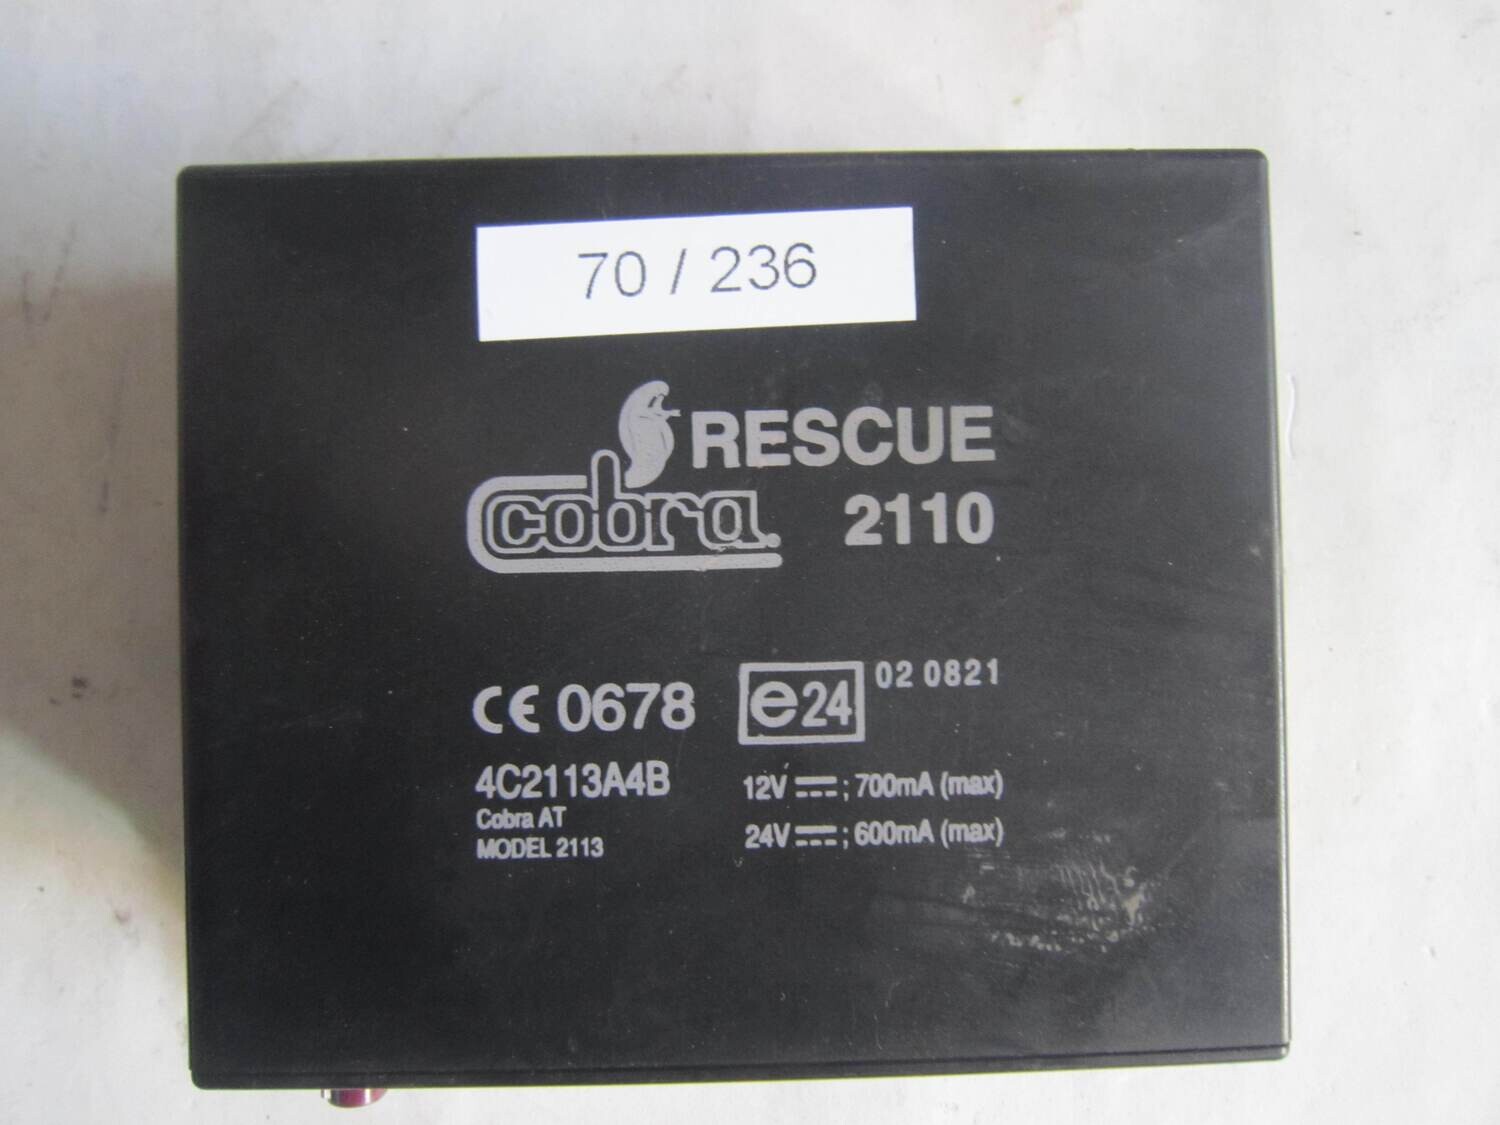 70 / 236
RESCUE
cobra 2110
CE 0678 e24 02 0821
4C2113A4B
Cobra AT
MODEL 2113
12V ⎓ ; 700mA (max)
24V ⎓ ; 600mA (max)